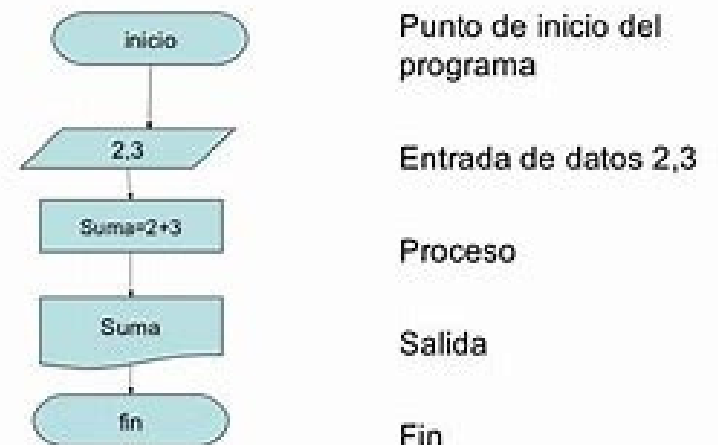 inicio
Punto de inicio del
programa
2,3
Entrada de datos 2,3
Suma=2+3
Proceso
Suma
Salida
fin
Fin